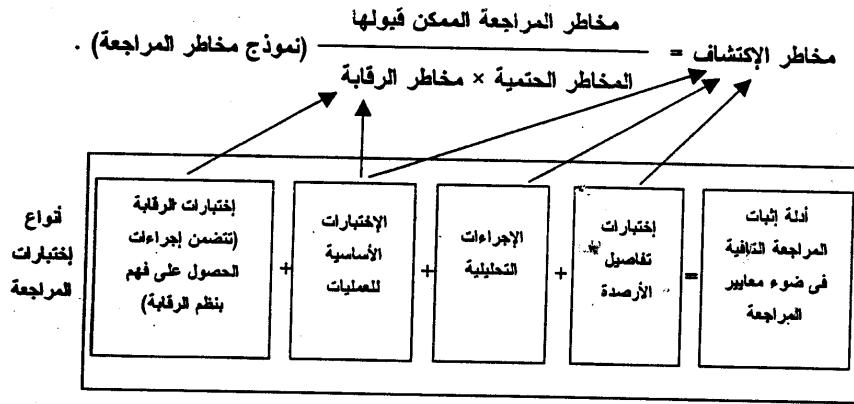 مخاطر المراجعة الممكن قبولها
مخاطر الإكتشاف = (نموذج مخاطر المراجعة) .
المخاطر الحتمية × مخاطر الرقابة
أنواع
إختبارات
المراجعة
إختبارات الرقابة
(تتضمن إجراءات
الحصول على فهم
بنظم الرقابة)
+
الإختبارات
الأساسية
للعمليات
+
الإجراءات
التحليلية
+
إختبارات
تفاصيل
الأرصدة
=
أدلة إثبات
المراجعة الكافية
فى ضوء معايير
المراجعة